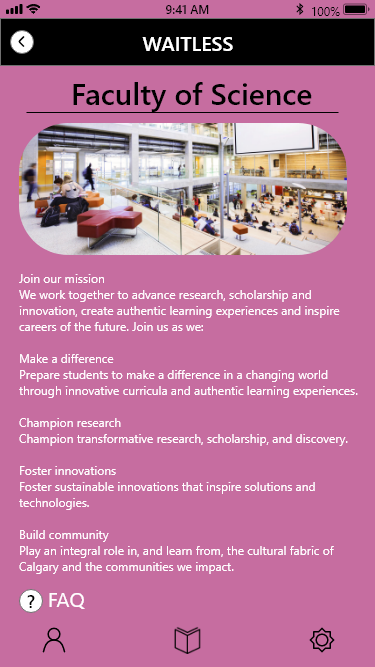 9:41 AM 100%
WAITLESS
Faculty of Science
Join our mission
We work together to advance research, scholarship and
innovation, create authentic learning experiences and inspire
careers of the future. Join us as we:
Make a difference
Prepare students to make a difference in a changing world
through innovative curricula and authentic learning experiences.
Champion research
Champion transformative research, scholarship, and discovery.
Foster innovations
Foster sustainable innovations that inspire solutions and
technologies.
Build community
Play an integral role in, and learn from, the cultural fabric of
Calgary and the communities we impact.
? FAQ